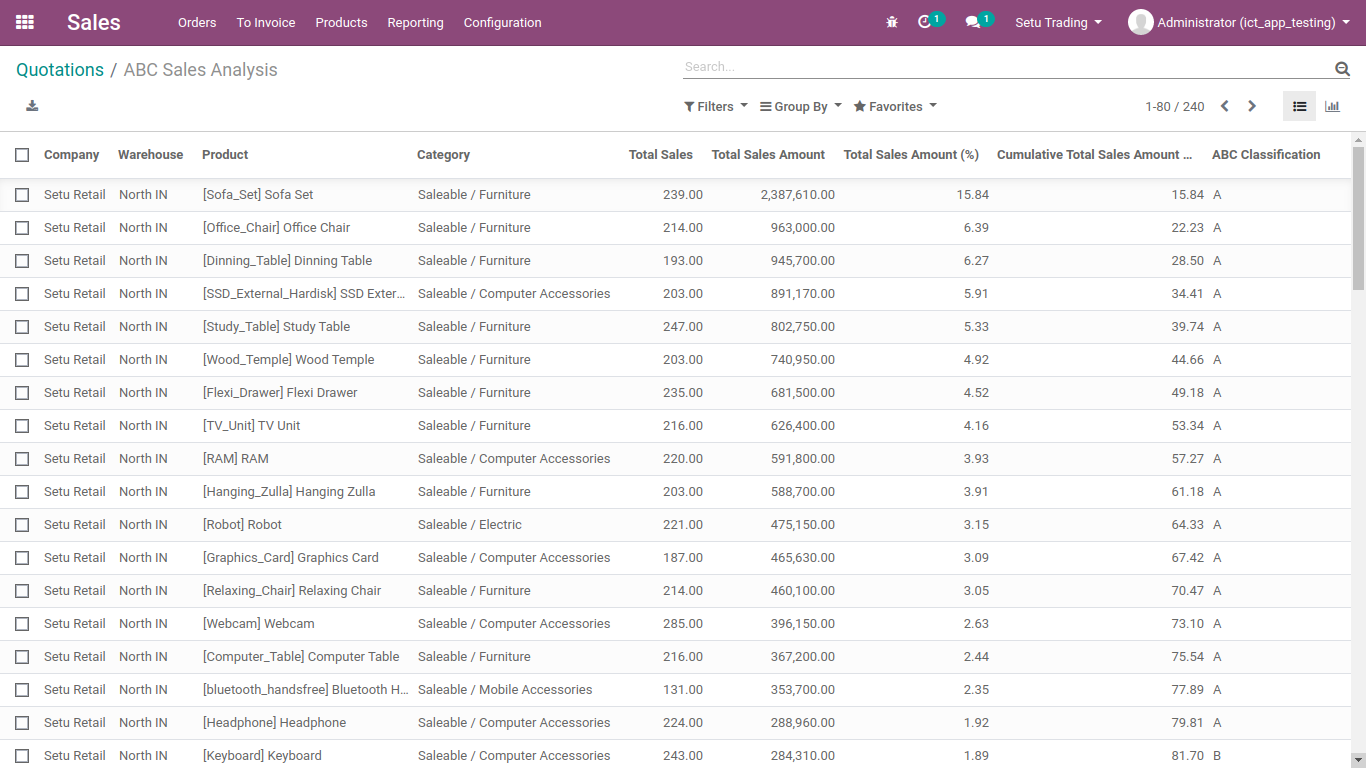 Sales Orders To Invoice Products Reporting Configuration 1 1 Setu Trading Administrator (ict_app_testing)
Quotations / ABC Sales Analysis Search...
Filters Group By Favorites 1-80 / 240
Company Warehouse Product Category Total Sales Total Sales Amount Total Sales Amount (%) Cumulative Total Sales Amount ... ABC Classification
Setu Retail North IN [Sofa_Set] Sofa Set Saleable / Furniture 239.00 2,387,610.00 15.84 15.84 A
Setu Retail North IN [Office_Chair] Office Chair Saleable / Furniture 214.00 963,000.00 6.39 22.23 A
Setu Retail North IN [Dinning_Table] Dinning Table Saleable / Furniture 193.00 945,700.00 6.27 28.50 A
Setu Retail North IN [SSD_External_Hardisk] SSD Exter... Saleable / Computer Accessories 203.00 891,170.00 5.91 34.41 A
Setu Retail North IN [Study_Table] Study Table Saleable / Furniture 247.00 802,750.00 5.33 39.74 A
Setu Retail North IN [Wood_Temple] Wood Temple Saleable / Furniture 203.00 740,950.00 4.92 44.66 A
Setu Retail North IN [Flexi_Drawer] Flexi Drawer Saleable / Furniture 235.00 681,500.00 4.52 49.18 A
Setu Retail North IN [TV_Unit] TV Unit Saleable / Furniture 216.00 626,400.00 4.16 53.34 A
Setu Retail North IN [RAM] RAM Saleable / Computer Accessories 220.00 591,800.00 3.93 57.27 A
Setu Retail North IN [Hanging_Zulla] Hanging Zulla Saleable / Furniture 203.00 588,700.00 3.91 61.18 A
Setu Retail North IN [Robot] Robot Saleable / Electric 221.00 475,150.00 3.15 64.33 A
Setu Retail North IN [Graphics_Card] Graphics Card Saleable / Computer Accessories 187.00 465,630.00 3.09 67.42 A
Setu Retail North IN [Relaxing_Chair] Relaxing Chair Saleable / Furniture 214.00 460,100.00 3.05 70.47 A
Setu Retail North IN [Webcam] Webcam Saleable / Computer Accessories 285.00 396,150.00 2.63 73.10 A
Setu Retail North IN [Computer_Table] Computer Table Saleable / Furniture 216.00 367,200.00 2.44 75.54 A
Setu Retail North IN [bluetooth_handsfree] Bluetooth H... Saleable / Mobile Accessories 131.00 353,700.00 2.35 77.89 A
Setu Retail North IN [Headphone] Headphone Saleable / Computer Accessories 224.00 288,960.00 1.92 79.81 A
Setu Retail North IN [Keyboard] Keyboard Saleable / Computer Accessories 243.00 284,310.00 1.89 81.70 B